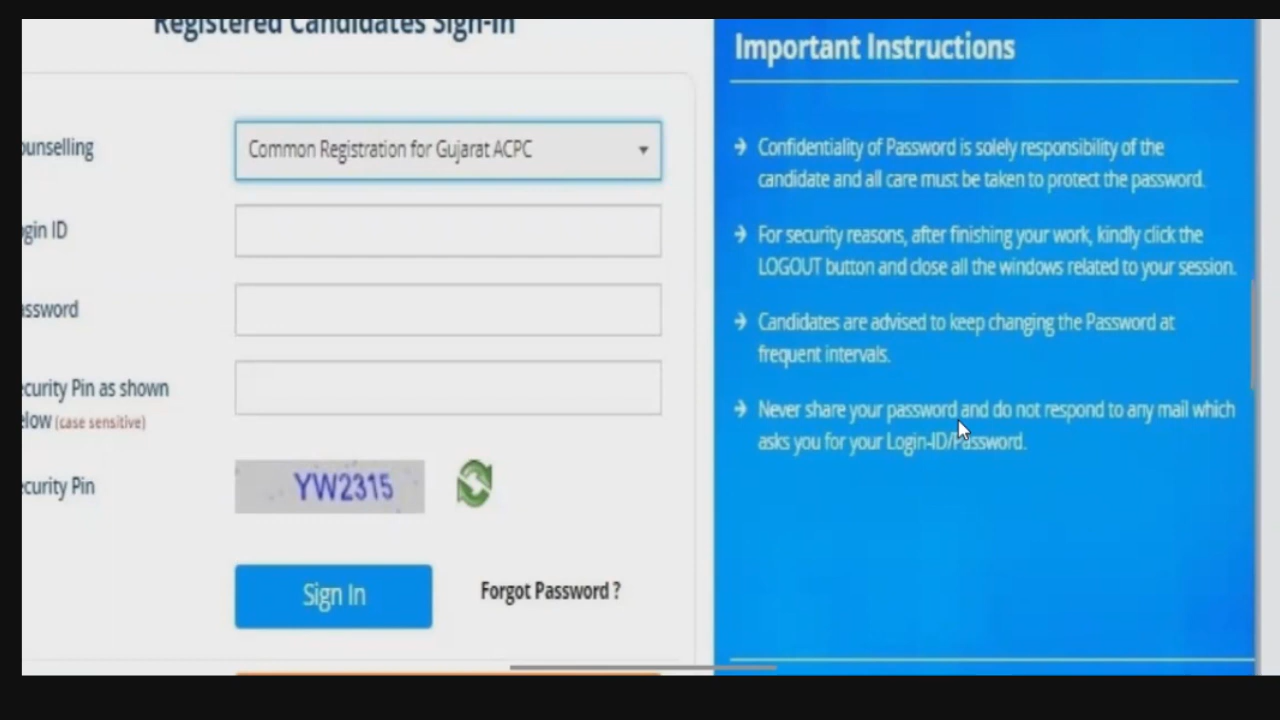 Registered Candidates Sign-In
ounselling
Common Registration for Gujarat ACPC
gin ID
assword
ecurity Pin as shown
elow (case sensitive)
ecurity Pin
YW2315
Sign In
Forgot Password ?
Important Instructions
Confidentiality of Password is solely responsibility of the
candidate and all care must be taken to protect the password.
For security reasons, after finishing your work, kindly click the
LOGOUT button and close all the windows related to your session.
Candidates are advised to keep changing the Password at
frequent intervals.
Never share your password and do not respond to any mail which
asks you for your Login-ID/Password.